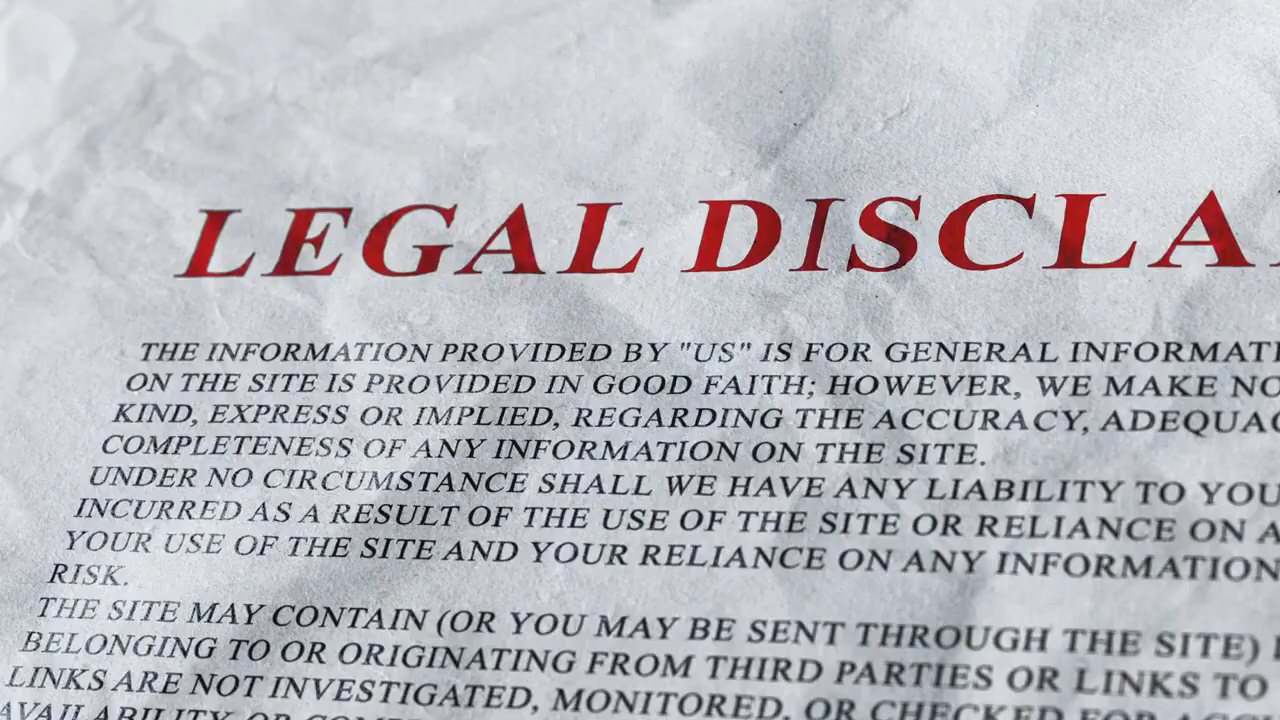 LEGAL DISCLA
THE INFORMATION PROVIDED BY "US" IS FOR GENERAL INFORMATI
ON THE SITE IS PROVIDED IN GOOD FAITH; HOWEVER, WE MAKE NO
KIND, EXPRESS OR IMPLIED, REGARDING THE ACCURACY, ADEQUAC
COMPLETENESS OF ANY INFORMATION ON THE SITE.
UNDER NO CIRCUMSTANCE SHALL WE HAVE ANY LIABILITY TO YOU
INCURRED AS A RESULT OF THE USE OF THE SITE OR RELIANCE ON A
YOUR USE OF THE SITE AND YOUR RELIANCE ON ANY INFORMATION
RISK.
THE SITE MAY CONTAIN (OR YOU MAY BE SENT THROUGH THE SITE)
BELONGING TO OR ORIGINATING FROM THIRD PARTIES OR LINKS TO
LINKS ARE NOT INVESTIGATED, MONITORED, OR CHECKED FOR
AVAILABILITY OR